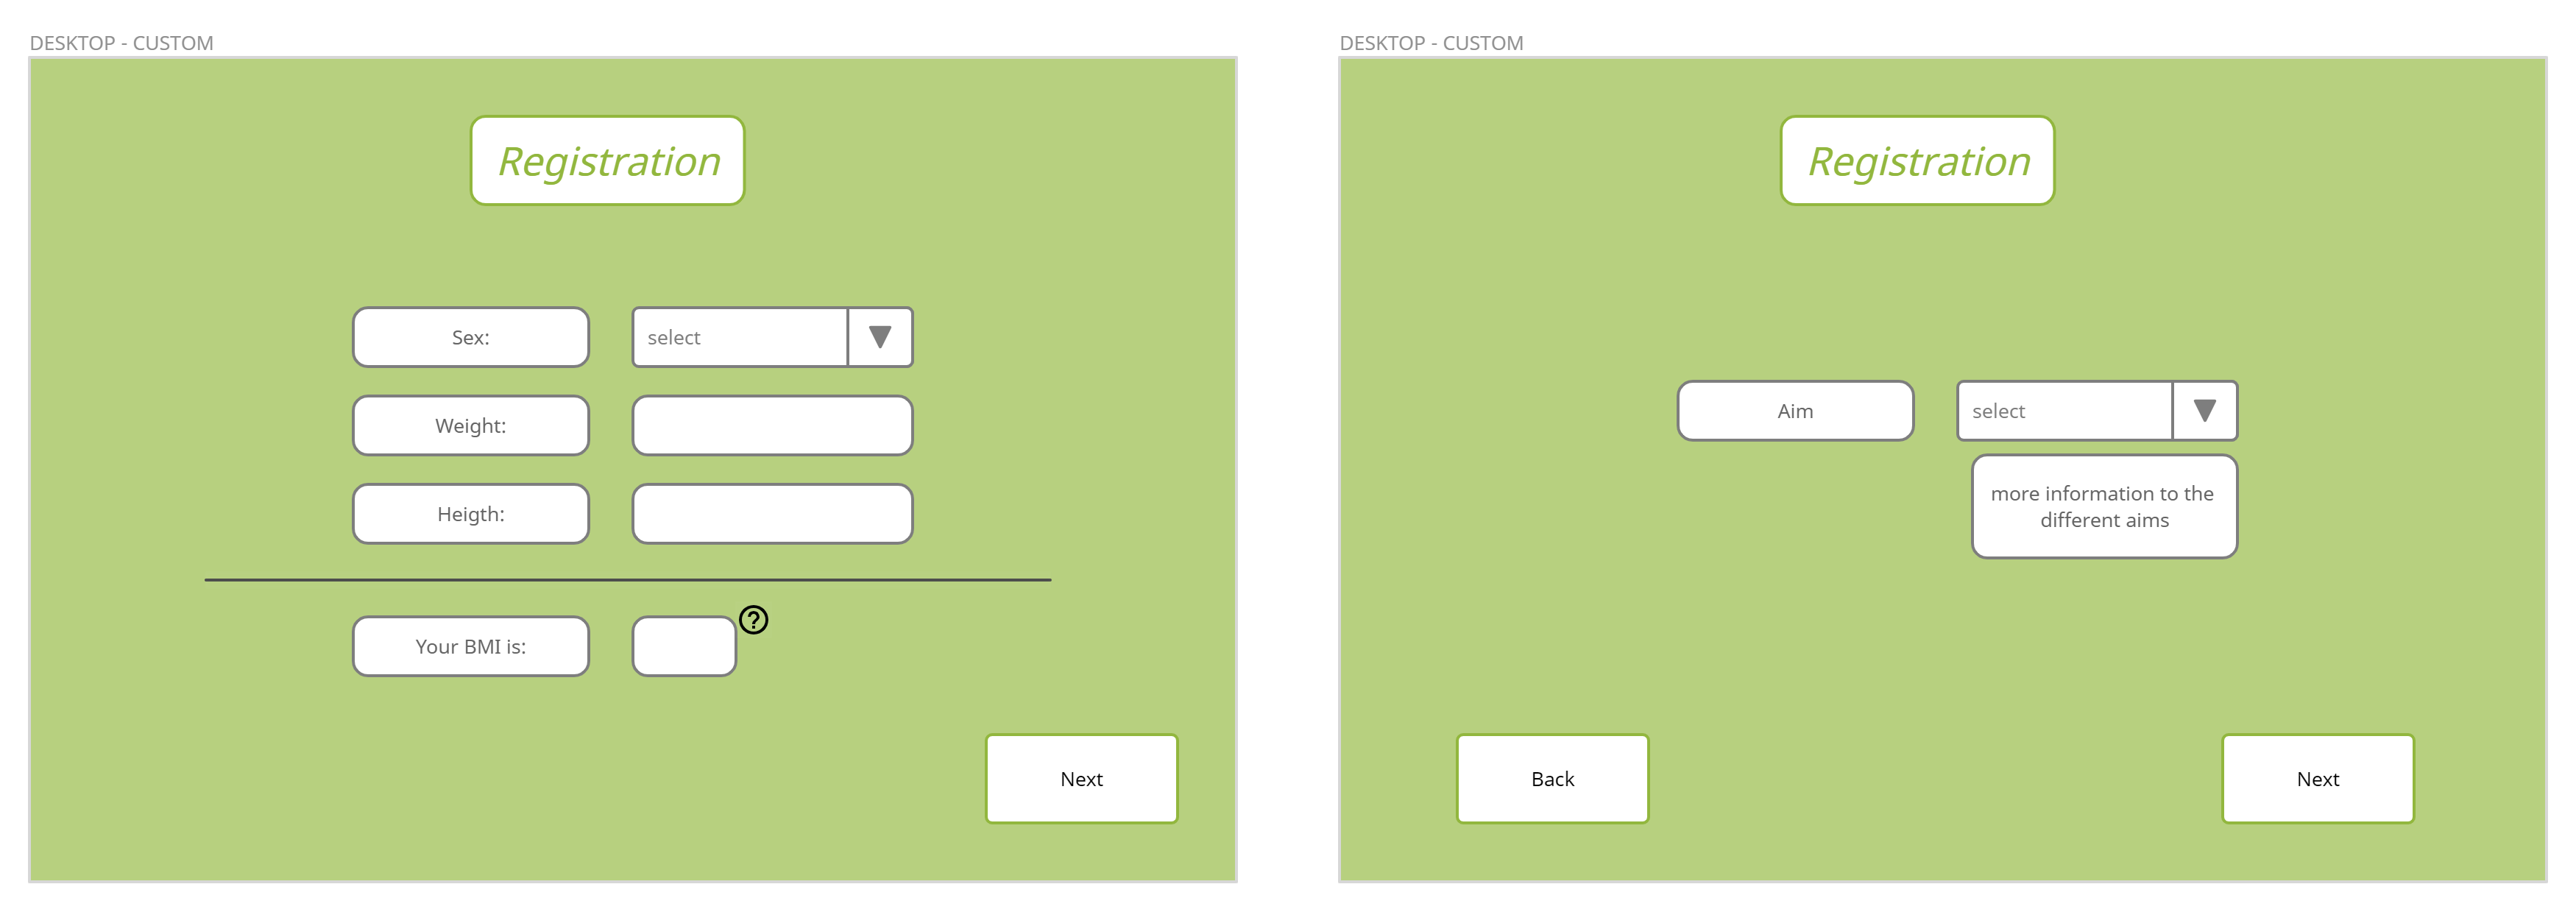 DESKTOP - CUSTOM
Registration
Sex:
select
Weight:
Heigth:
Your BMI is:
?
Next
DESKTOP - CUSTOM
Registration
Aim
select
more information to the
different aims
Back
Next